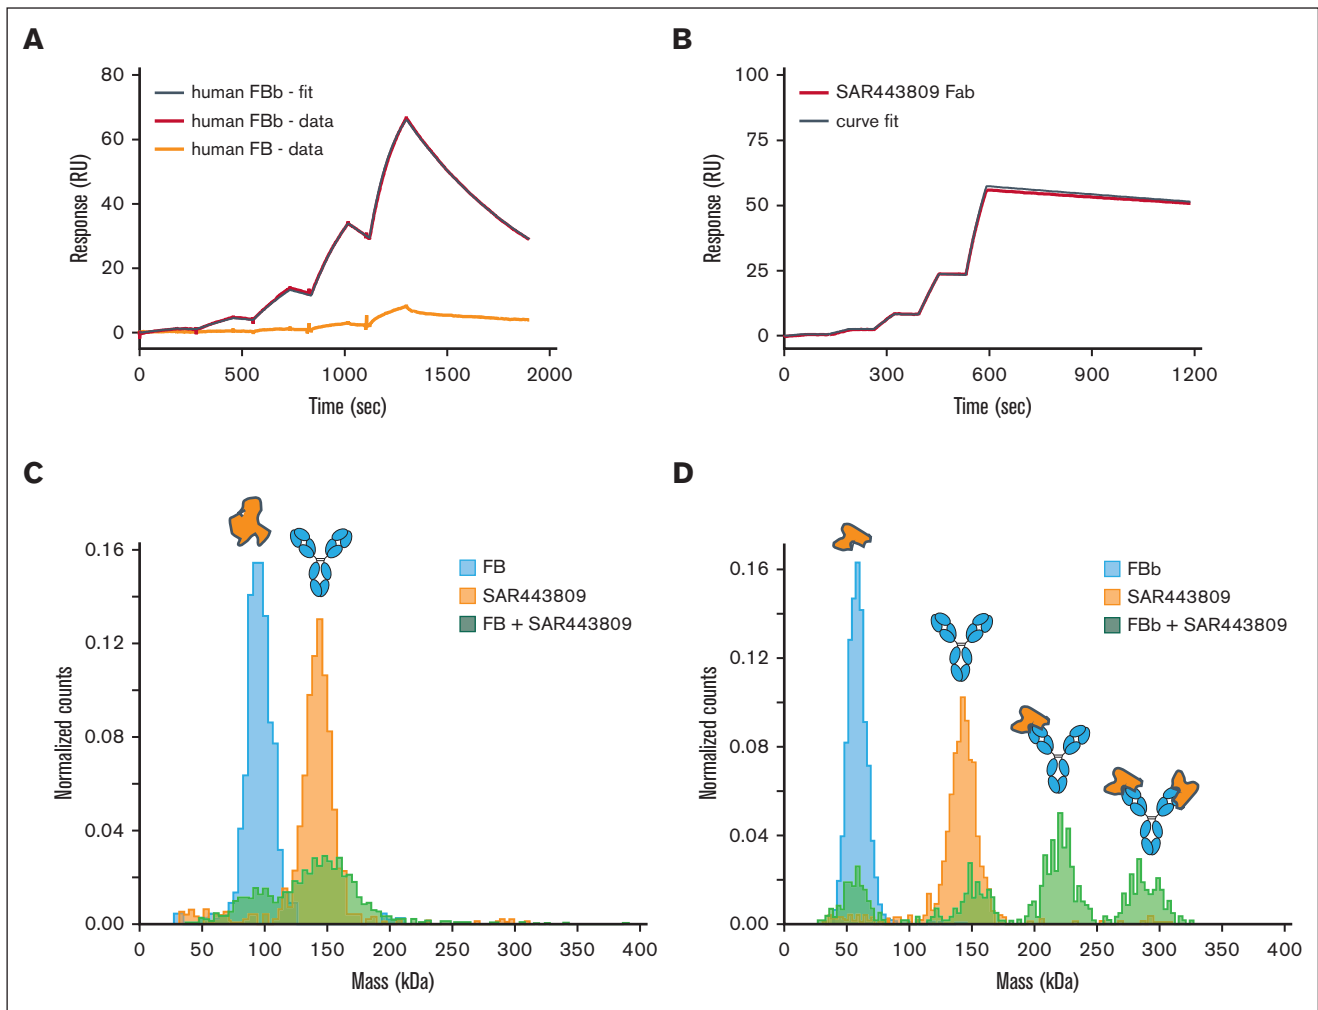 A
80
60
40
20
0
Response (RU)
human FBb - fit
human FBb - data
human FB - data
0 500 1000 1500 2000
Time (sec)
B
100
75
50
25
0
Response (RU)
SAR443809 Fab
curve fit
0 300 600 900 1200
Time (sec)
C
0.16
0.12
0.08
0.04
0.00
Normalized counts
FB
SAR443809
FB + SAR443809
0 50 100 150 200 250 300 350 400
Mass (kDa)
D
0.16
0.12
0.08
0.04
0.00
Normalized counts
FBb
SAR443809
FBb + SAR443809
0 50 100 150 200 250 300 350 400
Mass (kDa)